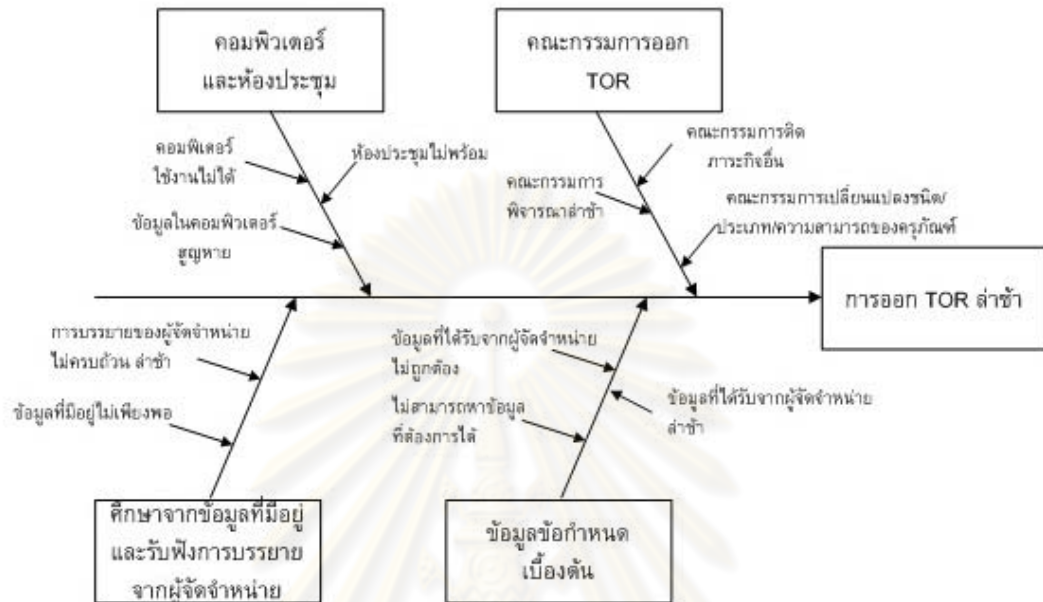 คอมพิวเตอร์
และห้องประชุม
คณะกรรมการออก
TOR
คอมพิเตอร์
ใช้งานไม่ได้
ห้องประชุมไม่พร้อม
ข้อมูลในคอมพิวเตอร์
สูญหาย
คณะกรรมการติด
ภาระกิจอื่น
คณะกรรมการ
พิจารณาล่าช้า
คณะกรรมการเปลี่ยนแปลงชนิด/
ประเภท/ความสามารถของครุภัณฑ์
การออก TOR ล่าช้า
การบรรยายของผู้จัดจำหน่าย
ไม่ครบถ้วน ล่าช้า
ข้อมูลที่มีอยู่ไม่เพียงพอ
ข้อมูลที่ได้รับจากผู้จัดจำหน่าย
ไม่ถูกต้อง
ไม่สามารถหาข้อมูล
ที่ต้องการได้
ข้อมูลที่ได้รับจากผู้จัดจำหน่าย
ล่าช้า
ศึกษาจากข้อมูลที่มีอยู่
และรับฟังการบรรยาย
จากผู้จัดจำหน่าย
ข้อมูลข้อกำหนด
เบื้องต้น